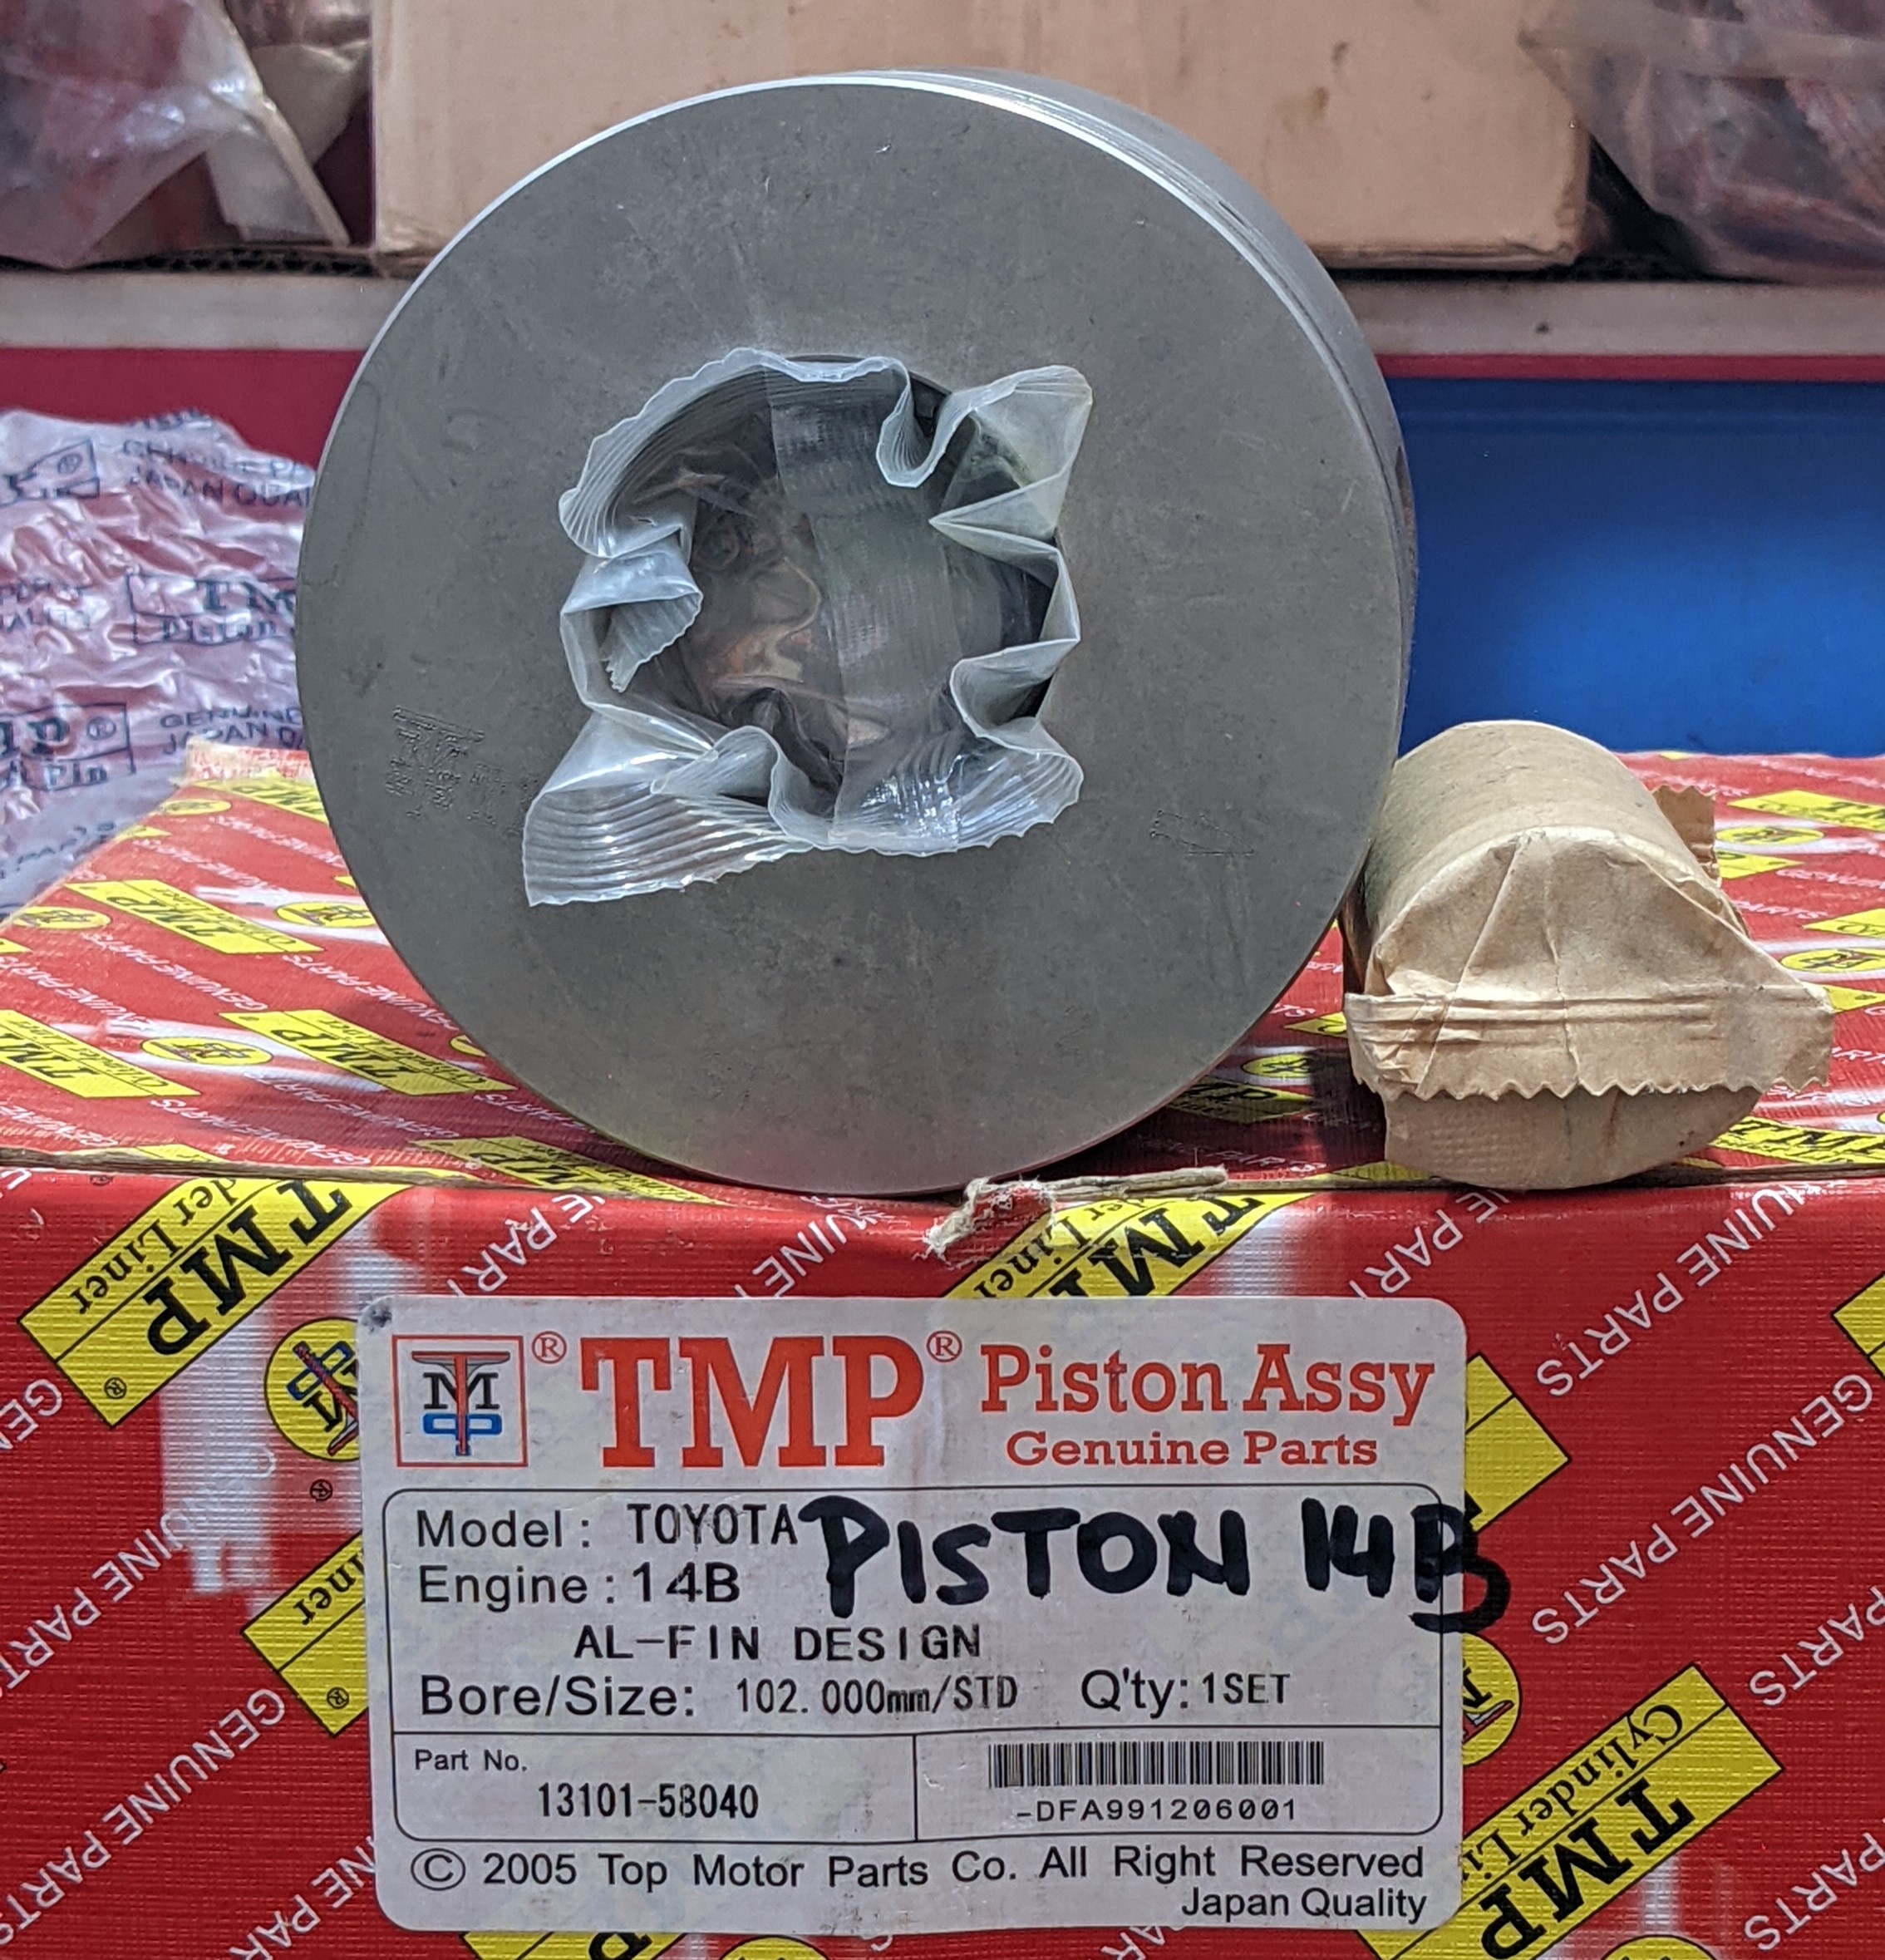 TMP
® TMP® Piston Assy
Genuine Parts
Model: TOYOTA
PISTON 14B
Engine: 14B
AL-FIN DESIGN
Bore/Size: 102.000mm/STD Q'ty: 1SET
Part No.
13101-58040
-DFA991206001
© 2005 Top Motor Parts Co. All Right Reserved
Japan Quality
TMP
Cylinder Liner
GENUINE PARTS